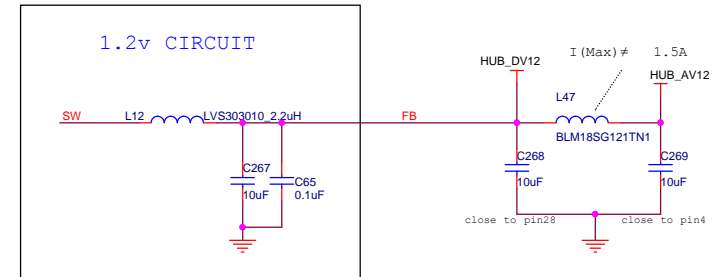 1.2v CIRCUIT
I(Max)≠ 1.5A
HUB_DV12
HUB_AV12
L47
SW
L12
LVS303010_2.2uH
FB
BLM18SG121TN1
C268
10uF
C269
10uF
C267
10uF
C65
0.1uF
close to pin28
close to pin4